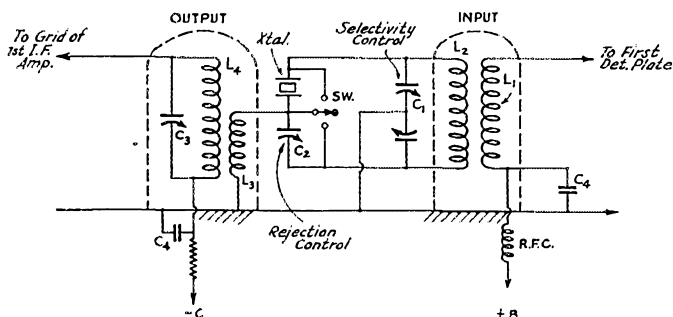 OUTPUT
INPUT
To Grid of
1st I.F.
Amp.
Xtal.
Selectivity
Control
To First
Det. Plate
L4
L2
L1
SW.
C1
C3
C2
L3
C4
C4
Rejection
Control
R.F.C.
-C
+B